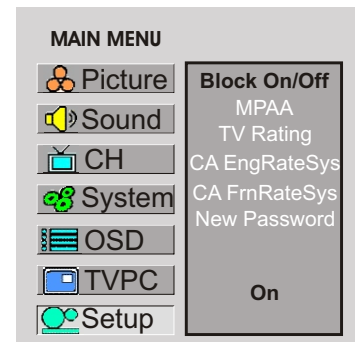 MAIN MENU
Picture
Sound
CH
System
OSD
TVPC
Setup
Block On/Off
MPAA
TV Rating
CA EngRateSys
CA FrnRateSys
New Password
On